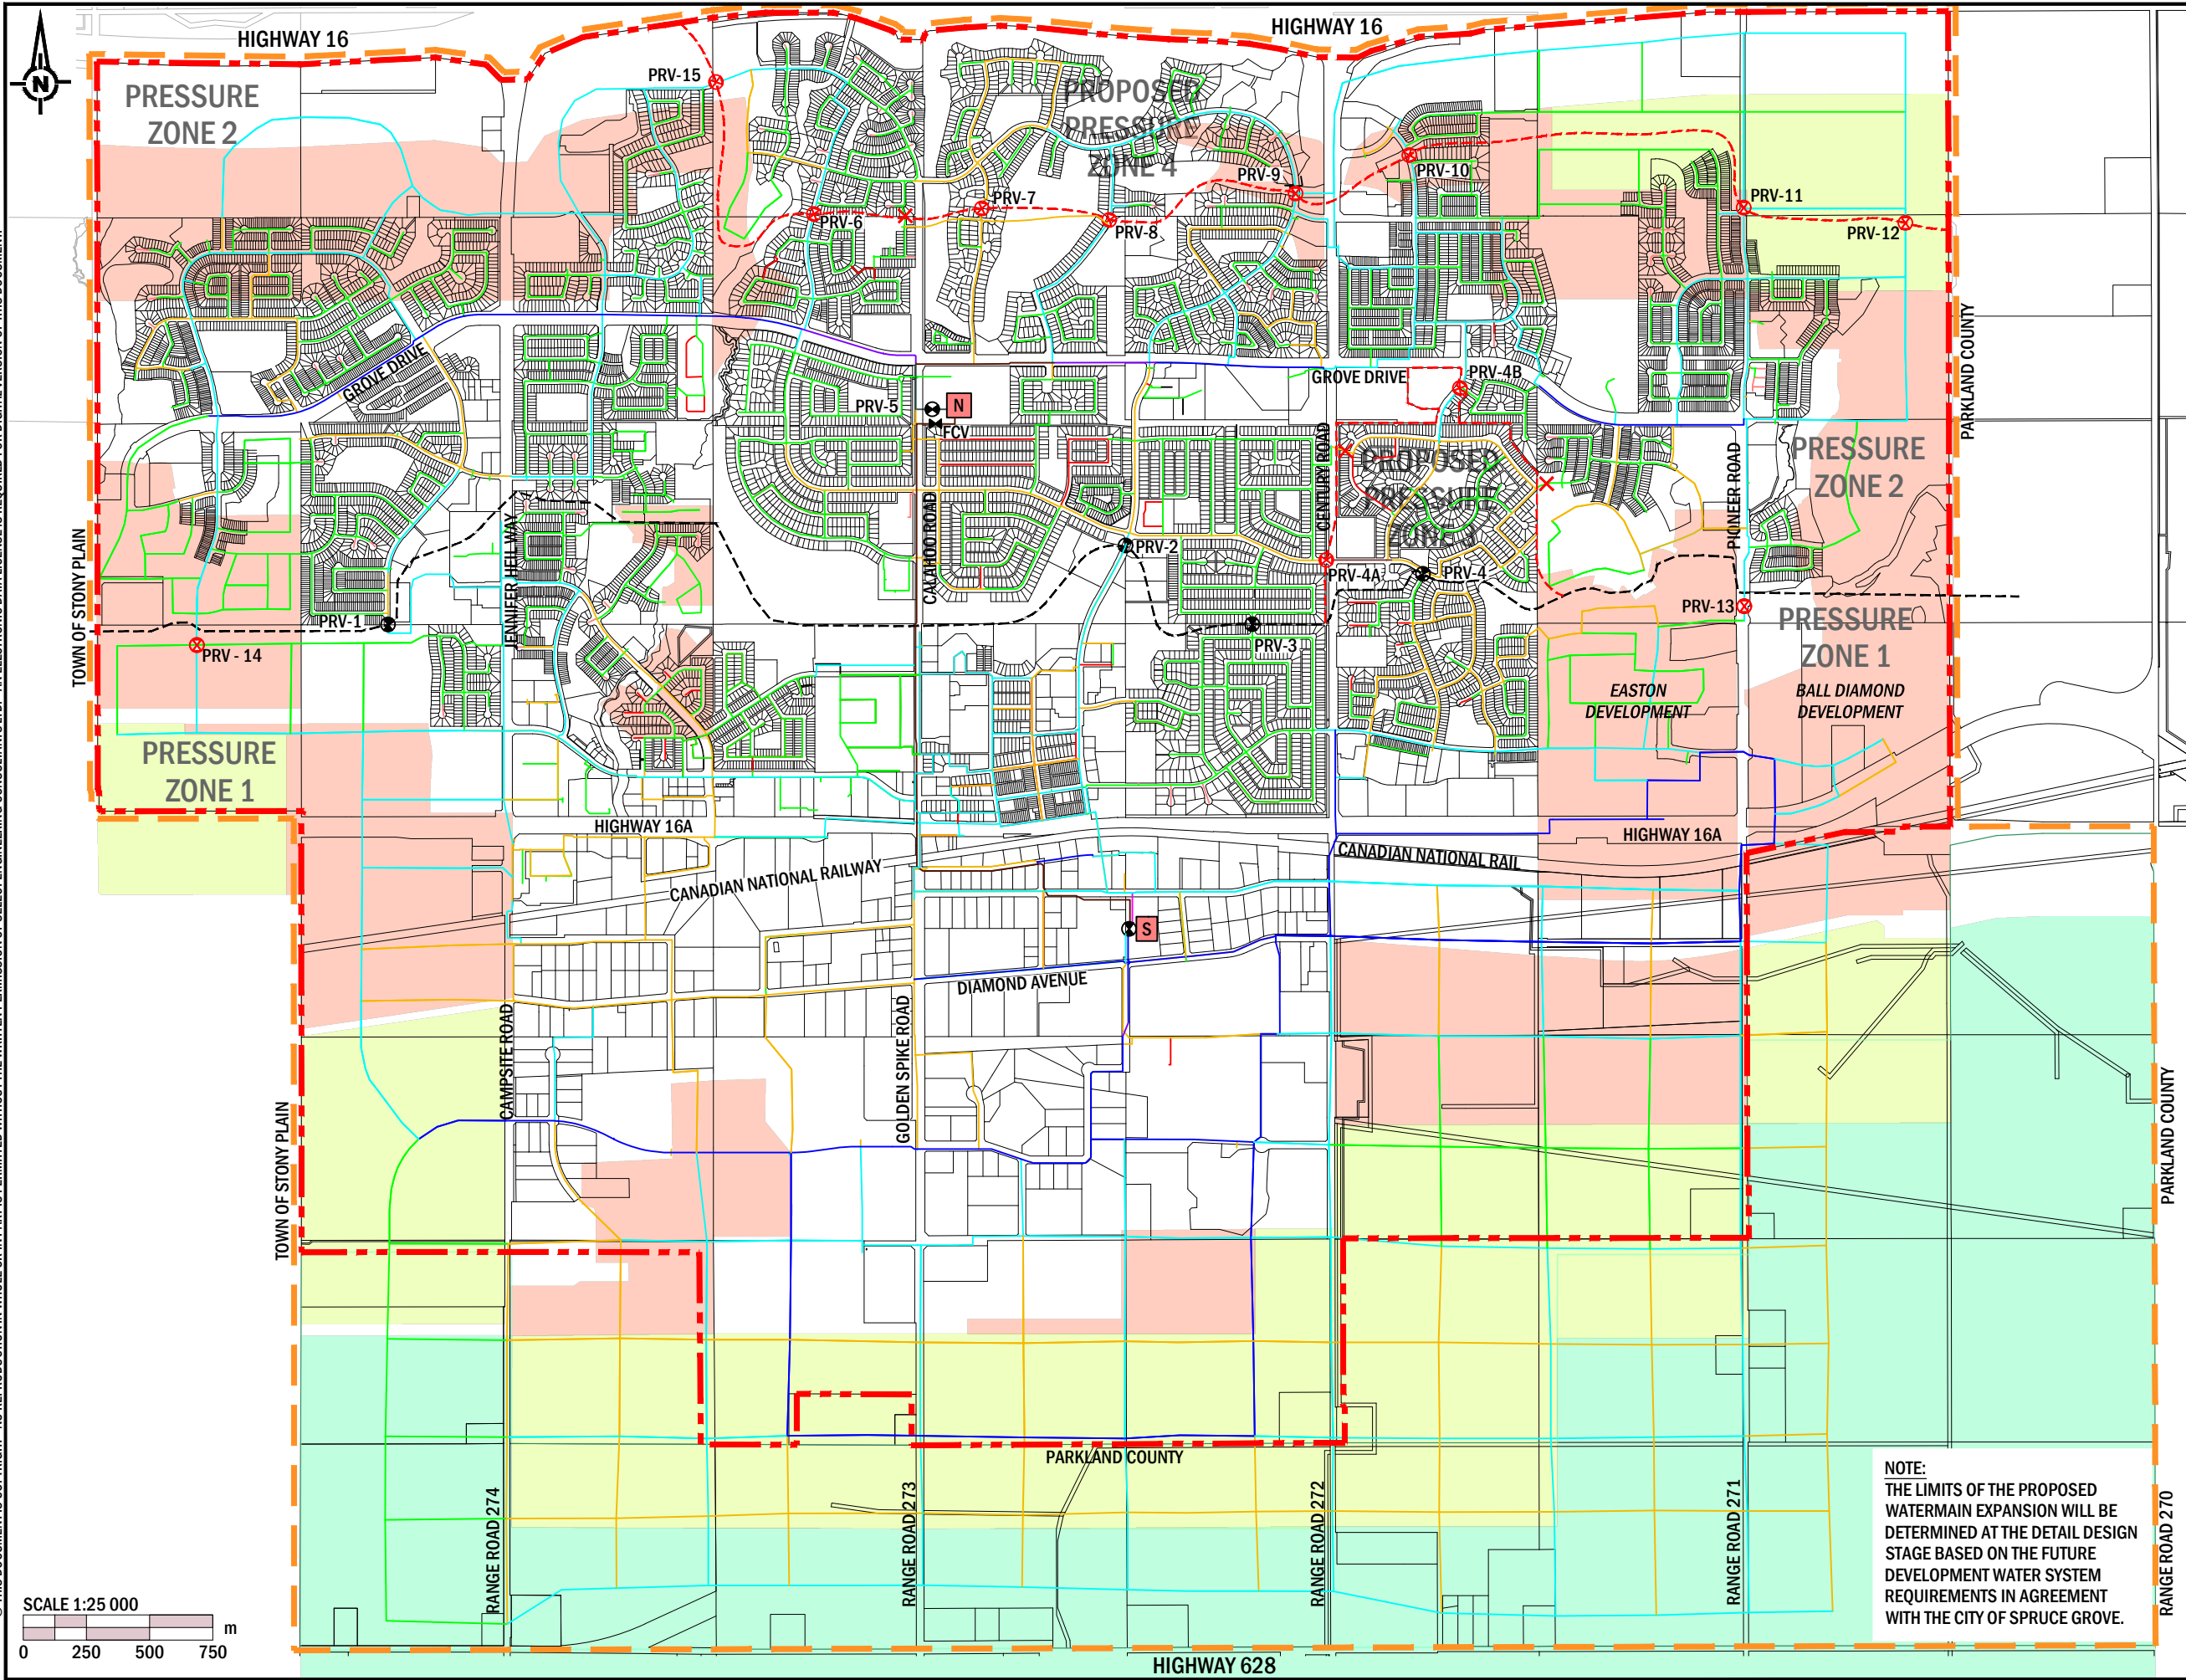 HIGHWAY 16
HIGHWAY 16
N
PRESSURE
ZONE 2
PRV-15
PROPOSED
PRESSURE
ZONE 4
PRV-9
PRV-10
PRV-11
PRV-12
PRV-6
PRV-7
PRV-8
PARKLAND COUNTY
GROVE DRIVE
GROVE DRIVE
PRV-4B
PRV-5
N
FCV
PROPOSED
PRESSURE
ZONE 3
PRESSURE
ZONE 2
CENTURY ROAD
PIONEER ROAD
CALAHOO ROAD
JENNIFER HEIL WAY
TOWN OF STONY PLAIN
PRV-2
PRV-4A
PRV-4
PRV-13
PRV-1
PRV-3
PRV - 14
PRESSURE
ZONE 1
EASTON
DEVELOPMENT
BALL DIAMOND
DEVELOPMENT
PRESSURE
ZONE 1
HIGHWAY 16A
HIGHWAY 16A
CANADIAN NATIONAL RAILWAY
CANADIAN NATIONAL RAIL
S
DIAMOND AVENUE
CAMPSITE ROAD
GOLDEN SPIKE ROAD
TOWN OF STONY PLAIN
PARKLAND COUNTY
PARKLAND COUNTY
RANGE ROAD 274
RANGE ROAD 273
RANGE ROAD 272
RANGE ROAD 271
RANGE ROAD 270
NOTE:
THE LIMITS OF THE PROPOSED
WATERMAIN EXPANSION WILL BE
DETERMINED AT THE DETAIL DESIGN
STAGE BASED ON THE FUTURE
DEVELOPMENT WATER SYSTEM
REQUIREMENTS IN AGREEMENT
WITH THE CITY OF SPRUCE GROVE.
SCALE 1:25 000
m
0 250 500 750
HIGHWAY 628